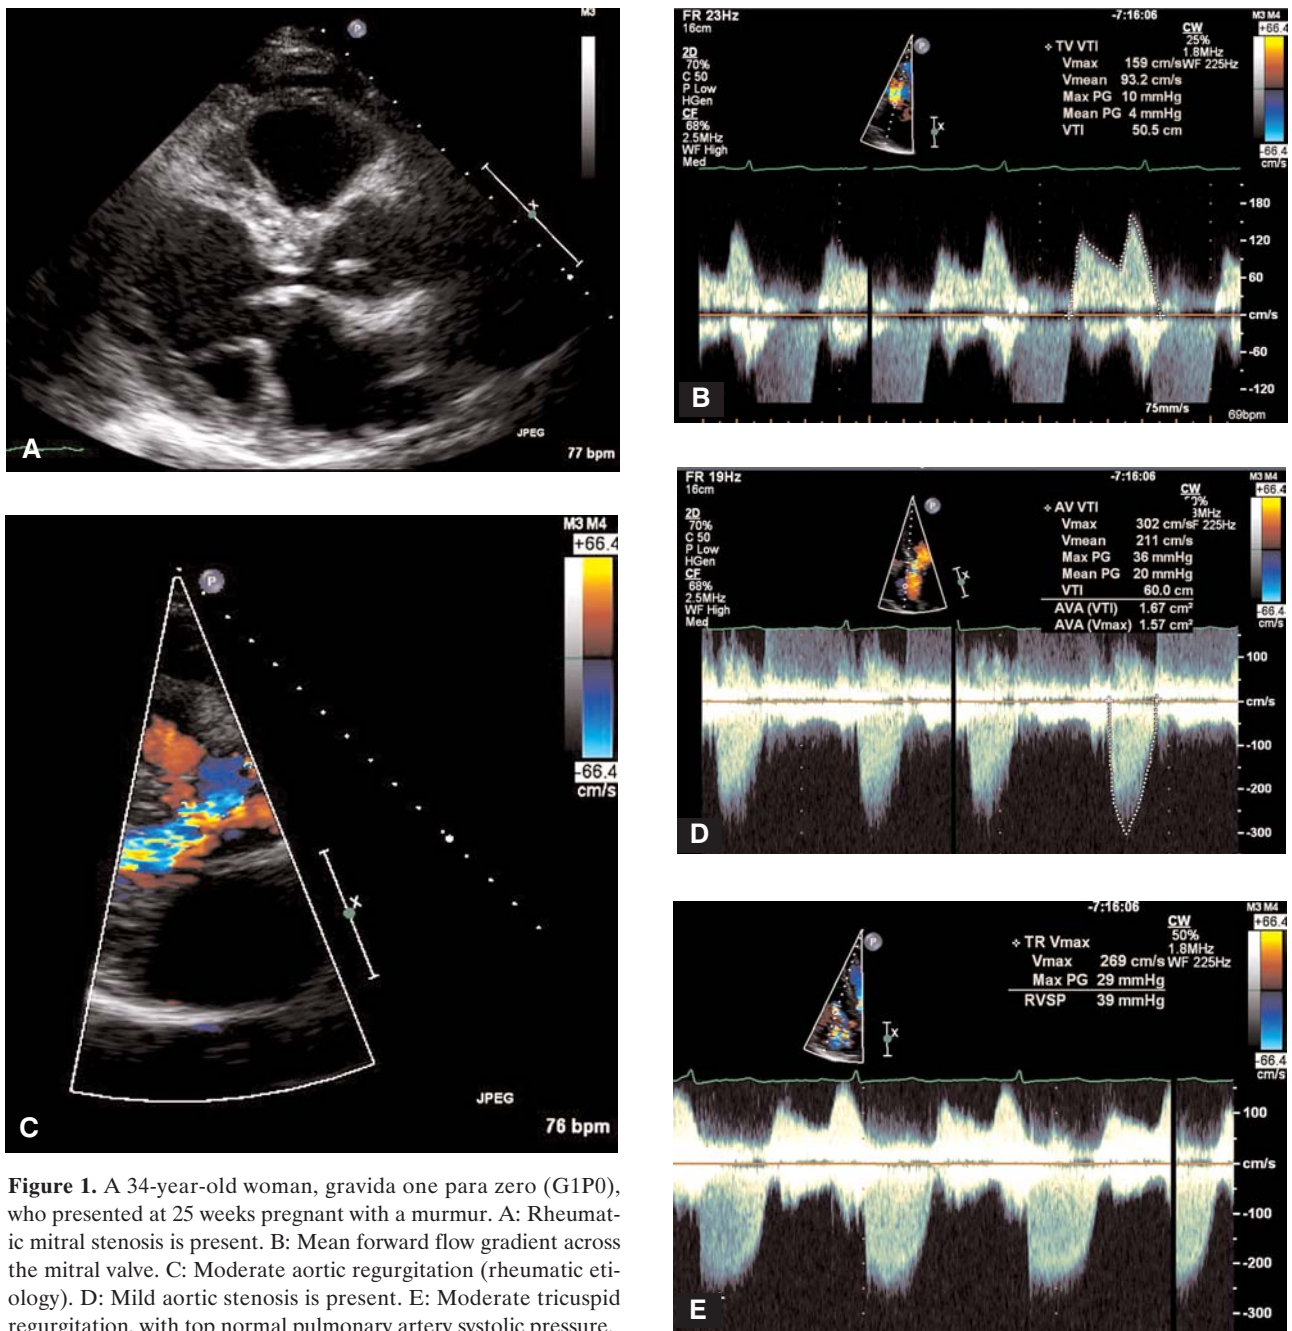 M3
P
X
JPEG
77 bpm
A
FR 23Hz
16cm
2D
70%
C 50
P Low
HGen
CF
68%
2.5MHz
WF High
Med
-7:16:06
CW
25%
1.8MHz
WF 225Hz
M3 M4
+66.4
-66.4
cm/s
P
X
TV VTI
Vmax 159 cm/s
Vmean 93.2 cm/s
Max PG 10 mmHg
Mean PG 4 mmHg
VTI 50.5 cm
180
120
60
cm/s
-60
-120
75mm/s
69bpm
B
M3 M4
+66.4
-66.4
cm/s
P
X
JPEG
76 bpm
C
FR 19Hz
16cm
2D
70%
C 50
P Low
HGen
CF
68%
2.5MHz
WF High
Med
-7:16:06
CW
M3 M4
+66.4
-66.4
cm/s
P
X
AV VTI
Vmax 302 cm/s
Vmean 211 cm/s
Max PG 36 mmHg
Mean PG 20 mmHg
VTI 60.0 cm
AVA (VTI) 1.67 cm²
AVA (Vmax) 1.57 cm²
100
cm/s
-100
-200
-300
D
-7:16:06
CW
50%
1.8MHz
WF 225Hz
M3 M4
+66.4
-66.4
cm/s
P
X
TR Vmax
Vmax 269 cm/s
Max PG 29 mmHg
RVSP 39 mmHg
100
cm/s
-100
-200
-300
E
Figure 1. A 34-year-old woman, gravida one para zero (G1P0),
who presented at 25 weeks pregnant with a murmur. A: Rheumat-
ic mitral stenosis is present. B: Mean forward flow gradient across
the mitral valve. C: Moderate aortic regurgitation (rheumatic eti-
ology). D: Mild aortic stenosis is present. E: Moderate tricuspid
regurgitation, with top normal pulmonary artery systolic pressure.